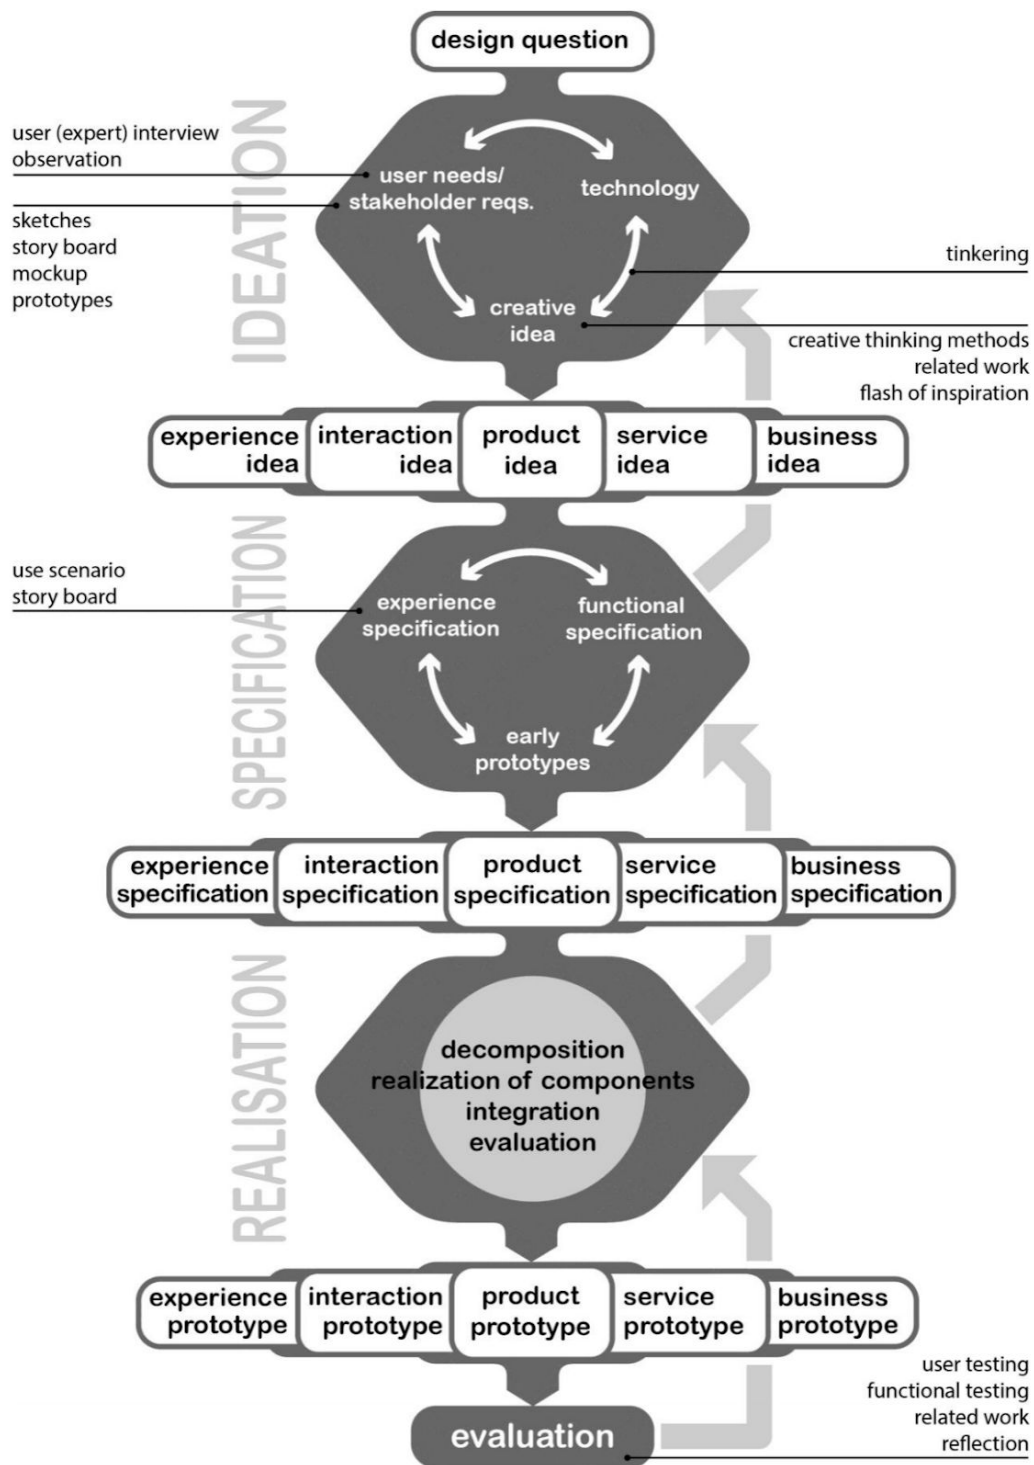 design question
IDEATION
user (expert) interview
observation
sketches
story board
mockup
prototypes
user needs/
stakeholder reqs.
technology
creative
idea
tinkering
creative thinking methods
related work
flash of inspiration
experience
idea
interaction
idea
product
idea
service
idea
business
idea
SPECIFICATION
use scenario
story board
experience
specification
functional
specification
early
prototypes
experience
specification
interaction
specification
product
specification
service
specification
business
specification
REALISATION
decomposition
realization of components
integration
evaluation
experience
prototype
interaction
prototype
product
prototype
service
prototype
business
prototype
evaluation
user testing
functional testing
related work
reflection